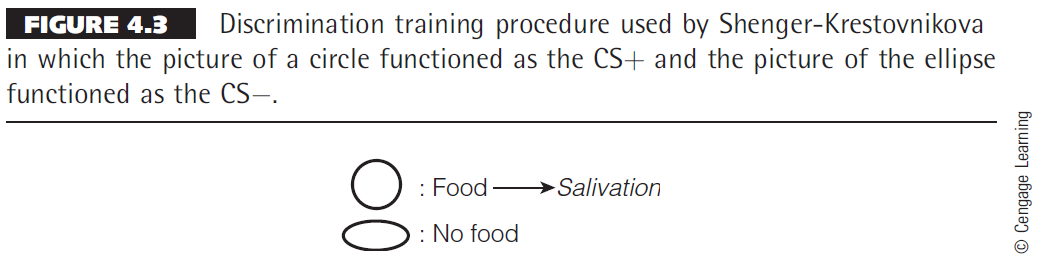 FIGURE 4.3 Discrimination training procedure used by Shenger-Krestovnikova
in which the picture of a circle functioned as the CS+ and the picture of the ellipse
functioned as the CS−.
: Food → Salivation
: No food
© Cengage Learning